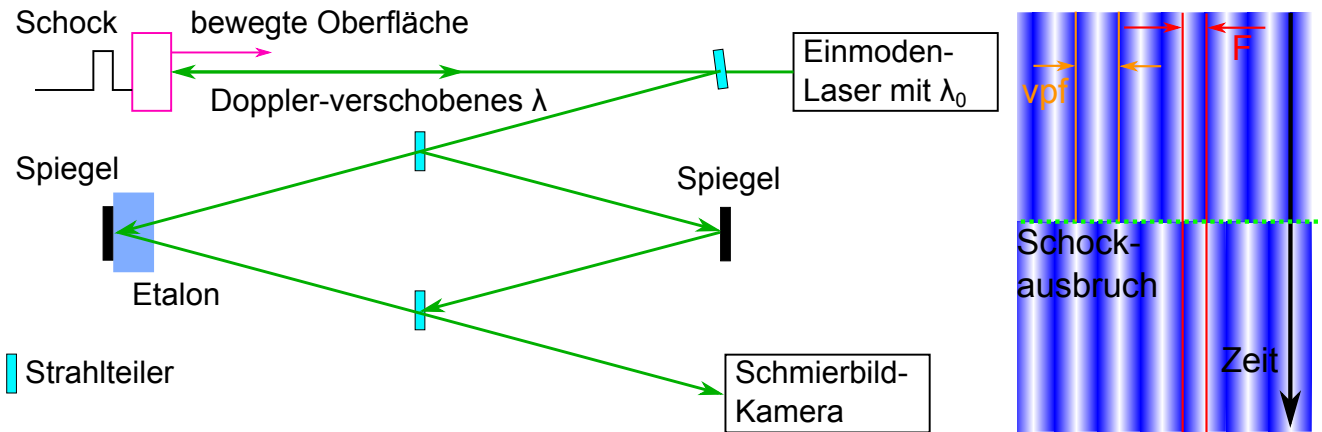 Schock
bewegte Oberfläche
Einmoden-
Laser mit λ₀
Doppler-verschobenes λ
Spiegel
Spiegel
Etalon
Strahlteiler
Schmierbild-
Kamera
F
vpf
Schock-
ausbruch
Zeit